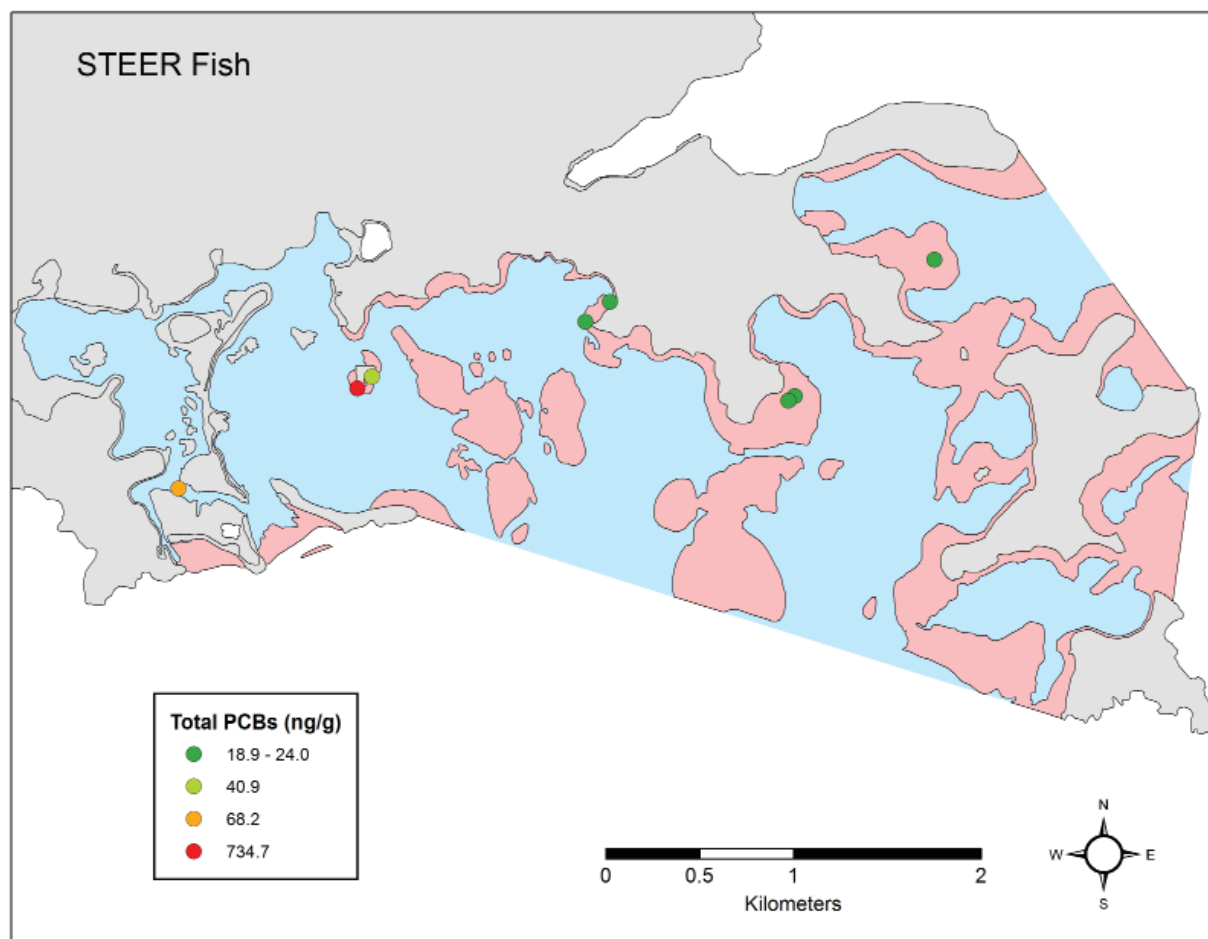 STEER Fish
Total PCBs (ng/g)
18.9 - 24.0
40.9
68.2
734.7
0 0.5 1 2
Kilometers
N
W E
S